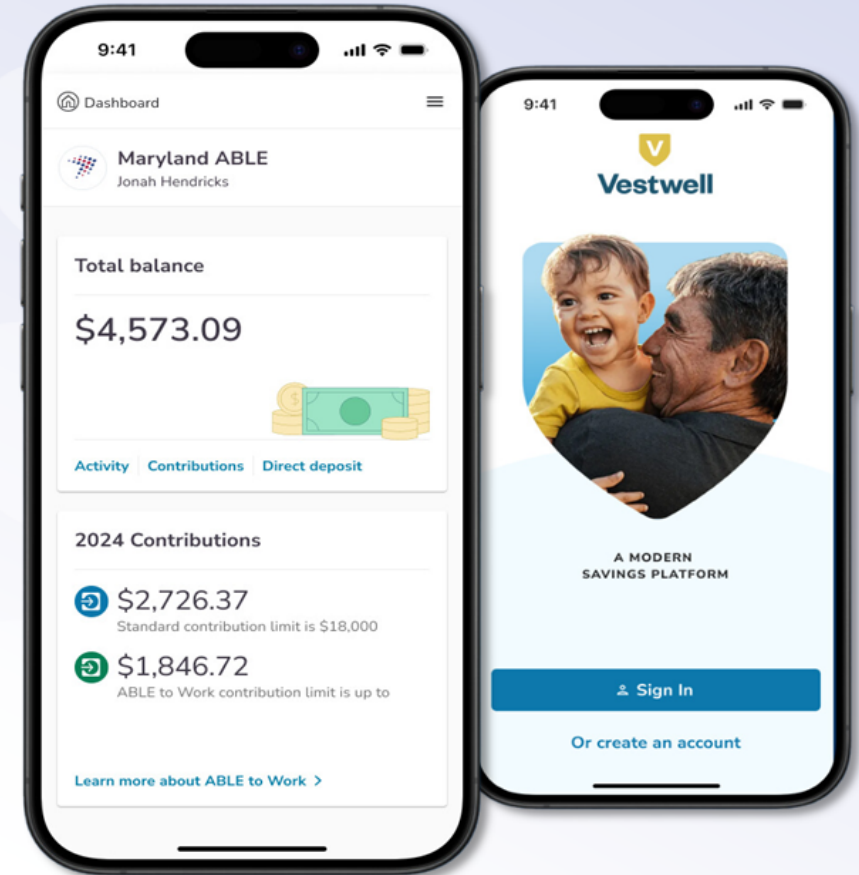 9:41
Dashboard
Maryland ABLE
Jonah Hendricks
Total balance
$4,573.09
$
Activity Contributions Direct deposit
2024 Contributions
$2,726.37
Standard contribution limit is $18,000
$1,846.72
ABLE to Work contribution limit is up to
Learn more about ABLE to Work >
9:41
V
Vestwell
A MODERN
SAVINGS PLATFORM
Sign In
Or create an account